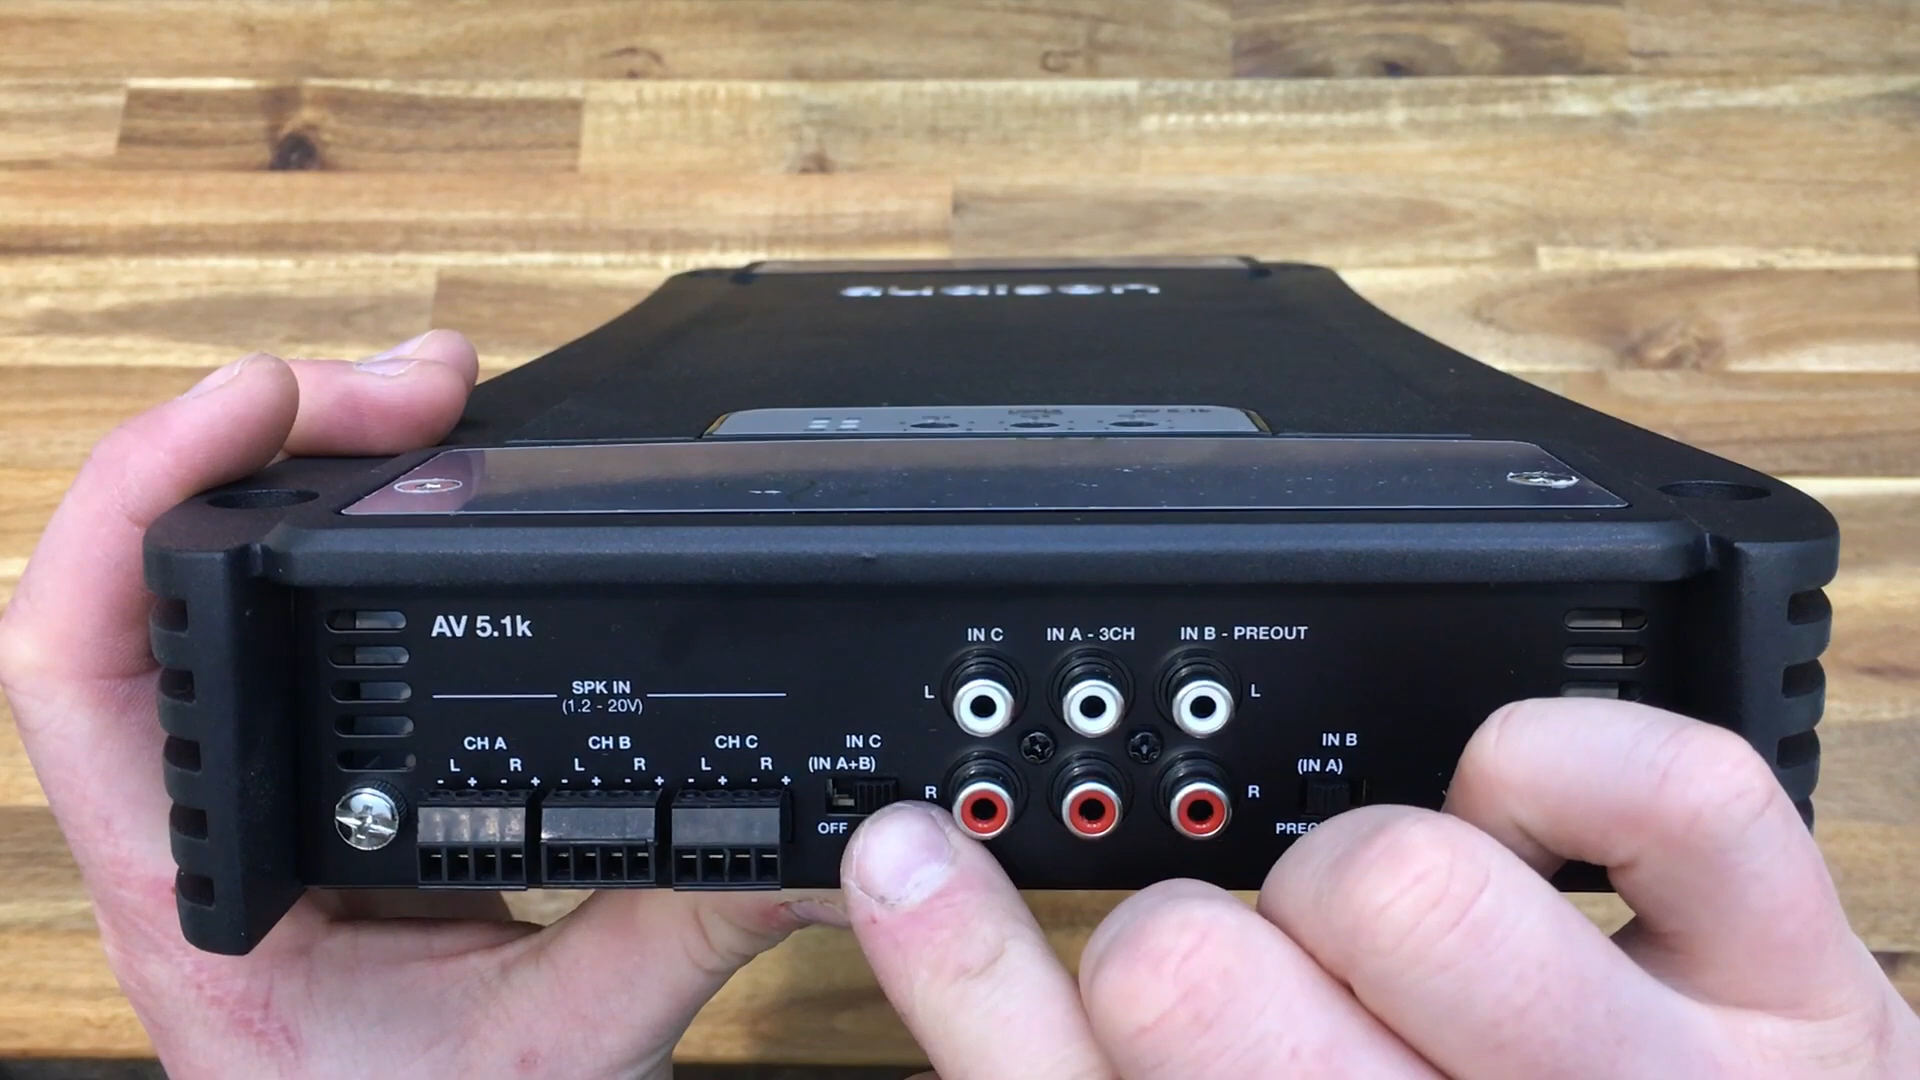 AV 5.1k
SPK IN
(1.2 - 20V)
CH A CH B CH C
L R L R L R
- + - + - + - + - + - +
IN C
(IN A+B)
OFF
IN C IN A - 3CH IN B - PREOUT
L L
R R
IN B
(IN A)